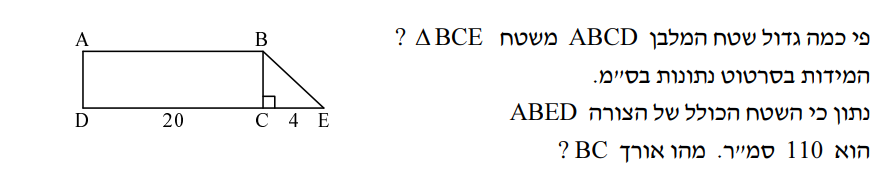 פי כמה גדול שטח המלבן ABCD משטח ΔBCE ?
המידות בסרטוט נתונות בס״מ.
נתון כי השטח הכולל של הצורה ABED
הוא 110 סמ״ר. מהו אורך BC ?
A B
D 20 C 4 E